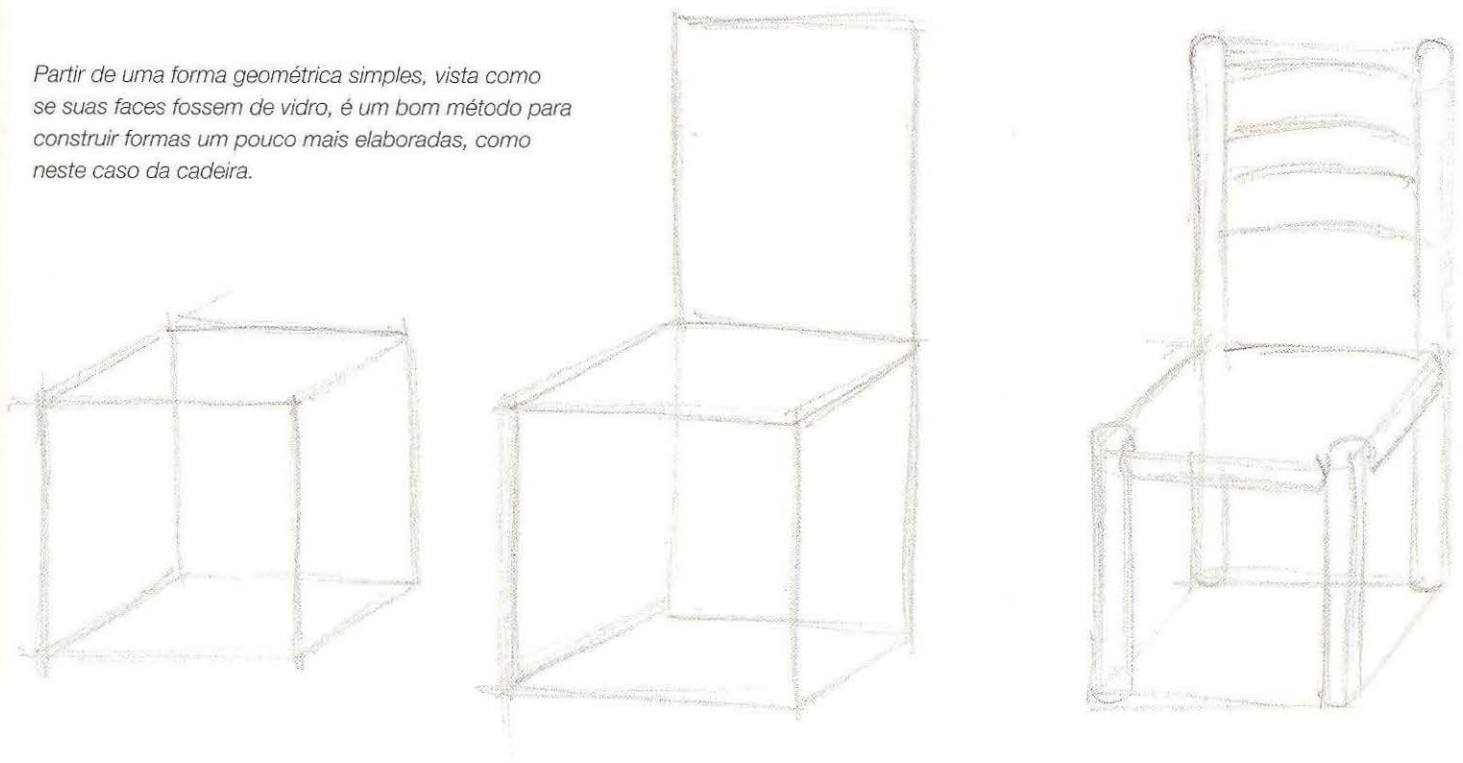 Partir de uma forma geométrica simples, vista como
se suas faces fossem de vidro, é um bom método para
construir formas um pouco mais elaboradas, como
neste caso da cadeira.